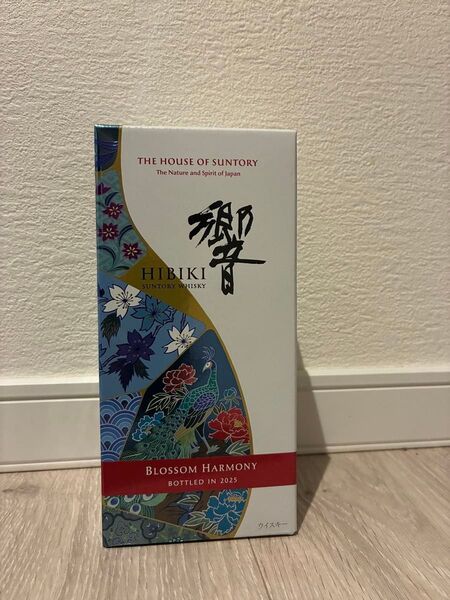 THE HOUSE OF SUNTORY
The Nature and Spirit of Japan
響
HIBIKI
SUNTORY WHISKY
BLOSSOM HARMONY
BOTTLED IN 2025
ウイスキー